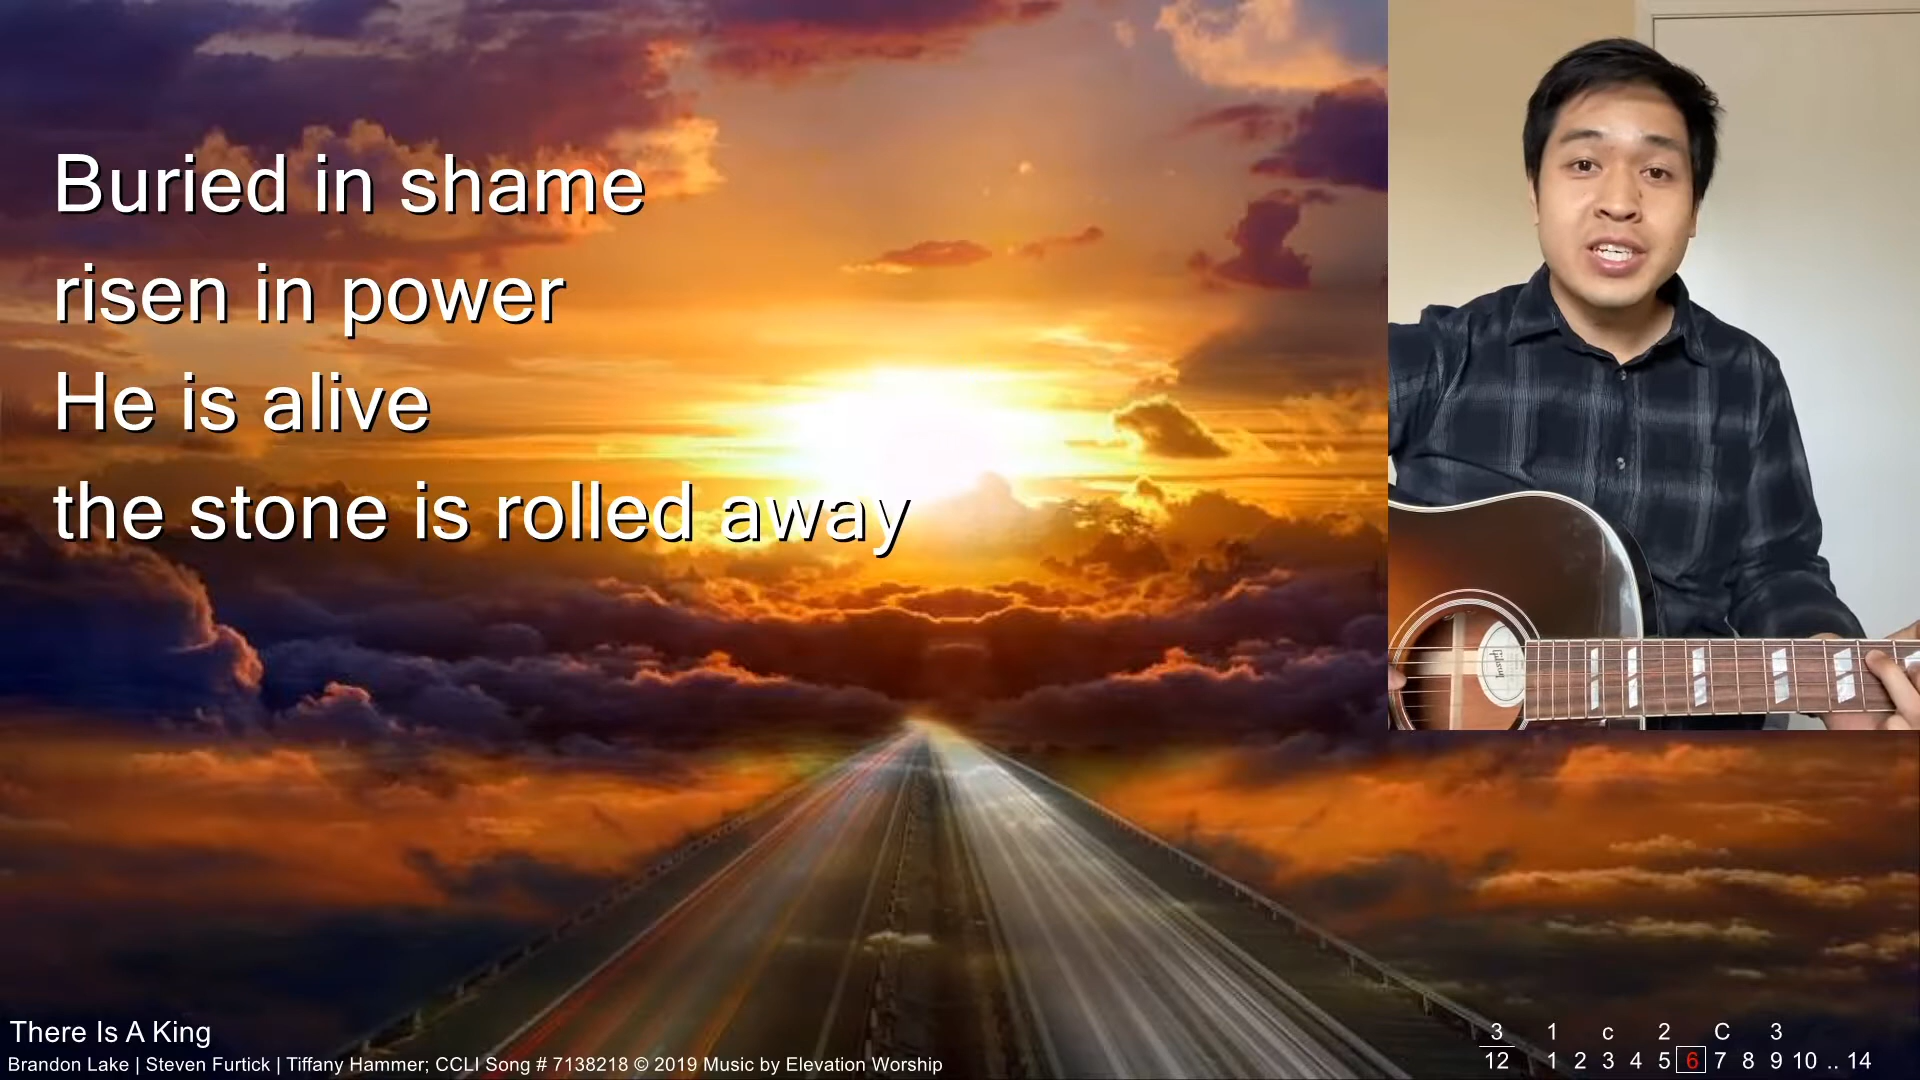 Buried in shame
risen in power
He is alive
the stone is rolled away
Gibson
There Is A King
Brandon Lake | Steven Furtick | Tiffany Hammer; CCLI Song # 7138218 © 2019 Music by Elevation Worship
3 1 c 2 C 3
12 1 2 3 4 5 6 7 8 9 10 .. 14